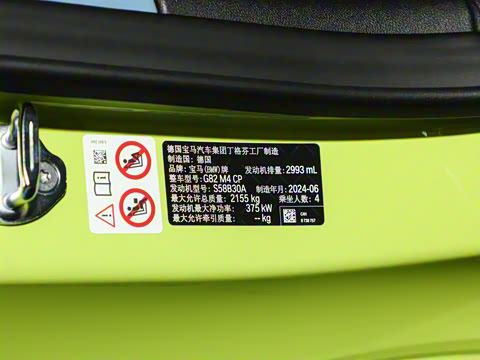 德国宝马汽车集团丁格芬工厂制造
制造国：德国
品牌：宝马(BMW)牌 发动机排量：2993 mL
整车型号：G82 M4 CP
发动机型号：S58B30A 制造年月：2024-06
最大允许总质量：2155 kg 乘坐人数：4
发动机最大净功率：375 kW
最大允许牵引质量：-- kg
CHN